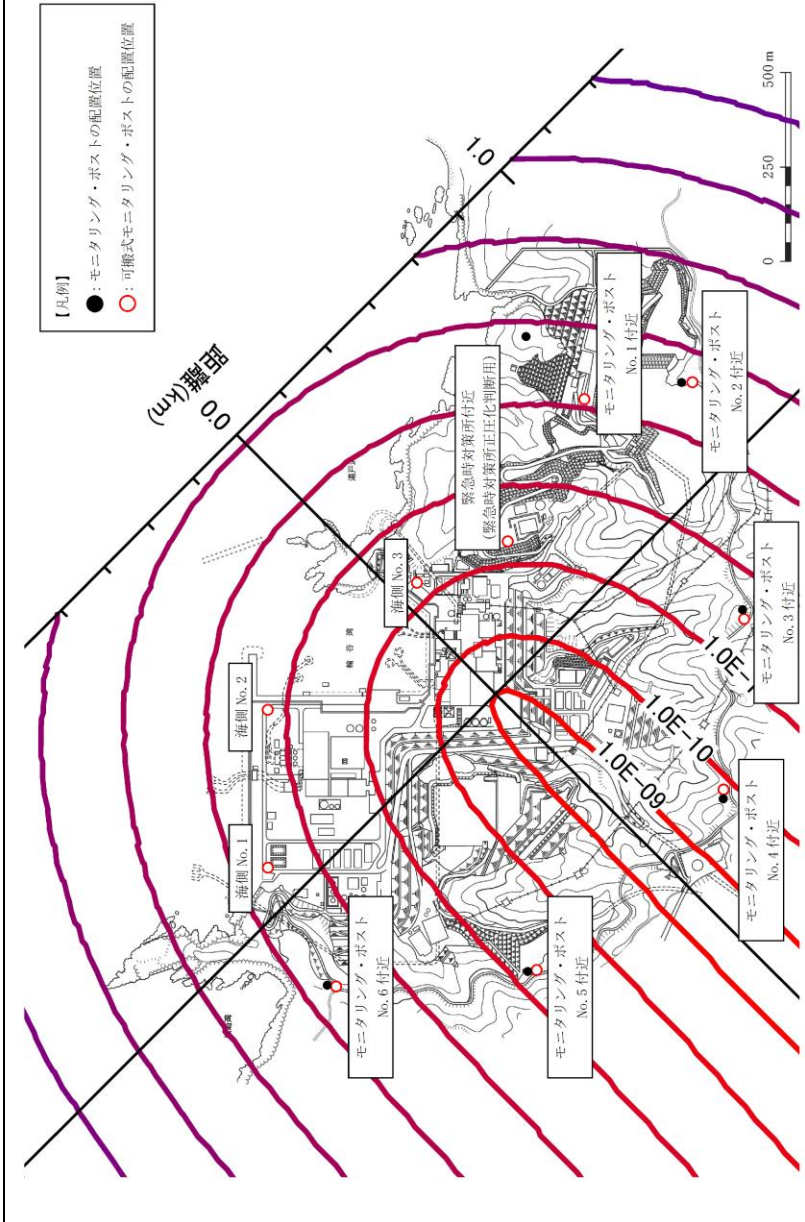 【凡例】
●：モニタリング・ポストの配置位置
○：可搬式モニタリング・ポストの配置位置
距離(km)
0.0
1.0
海側 No.1
海側 No.2
海側 No.3
輪谷湾
緊急時対策所付近
(緊急時対策所正圧化判断用)
モニタリング・ポスト
No.1 付近
モニタリング・ポスト
No.2 付近
モニタリング・ポスト
No.3 付近
モニタリング・ポスト
No.4 付近
モニタリング・ポスト
No.5 付近
モニタリング・ポスト
No.6 付近
1.0E-1
1.0E-10
1.0E-09
0
250
500 m